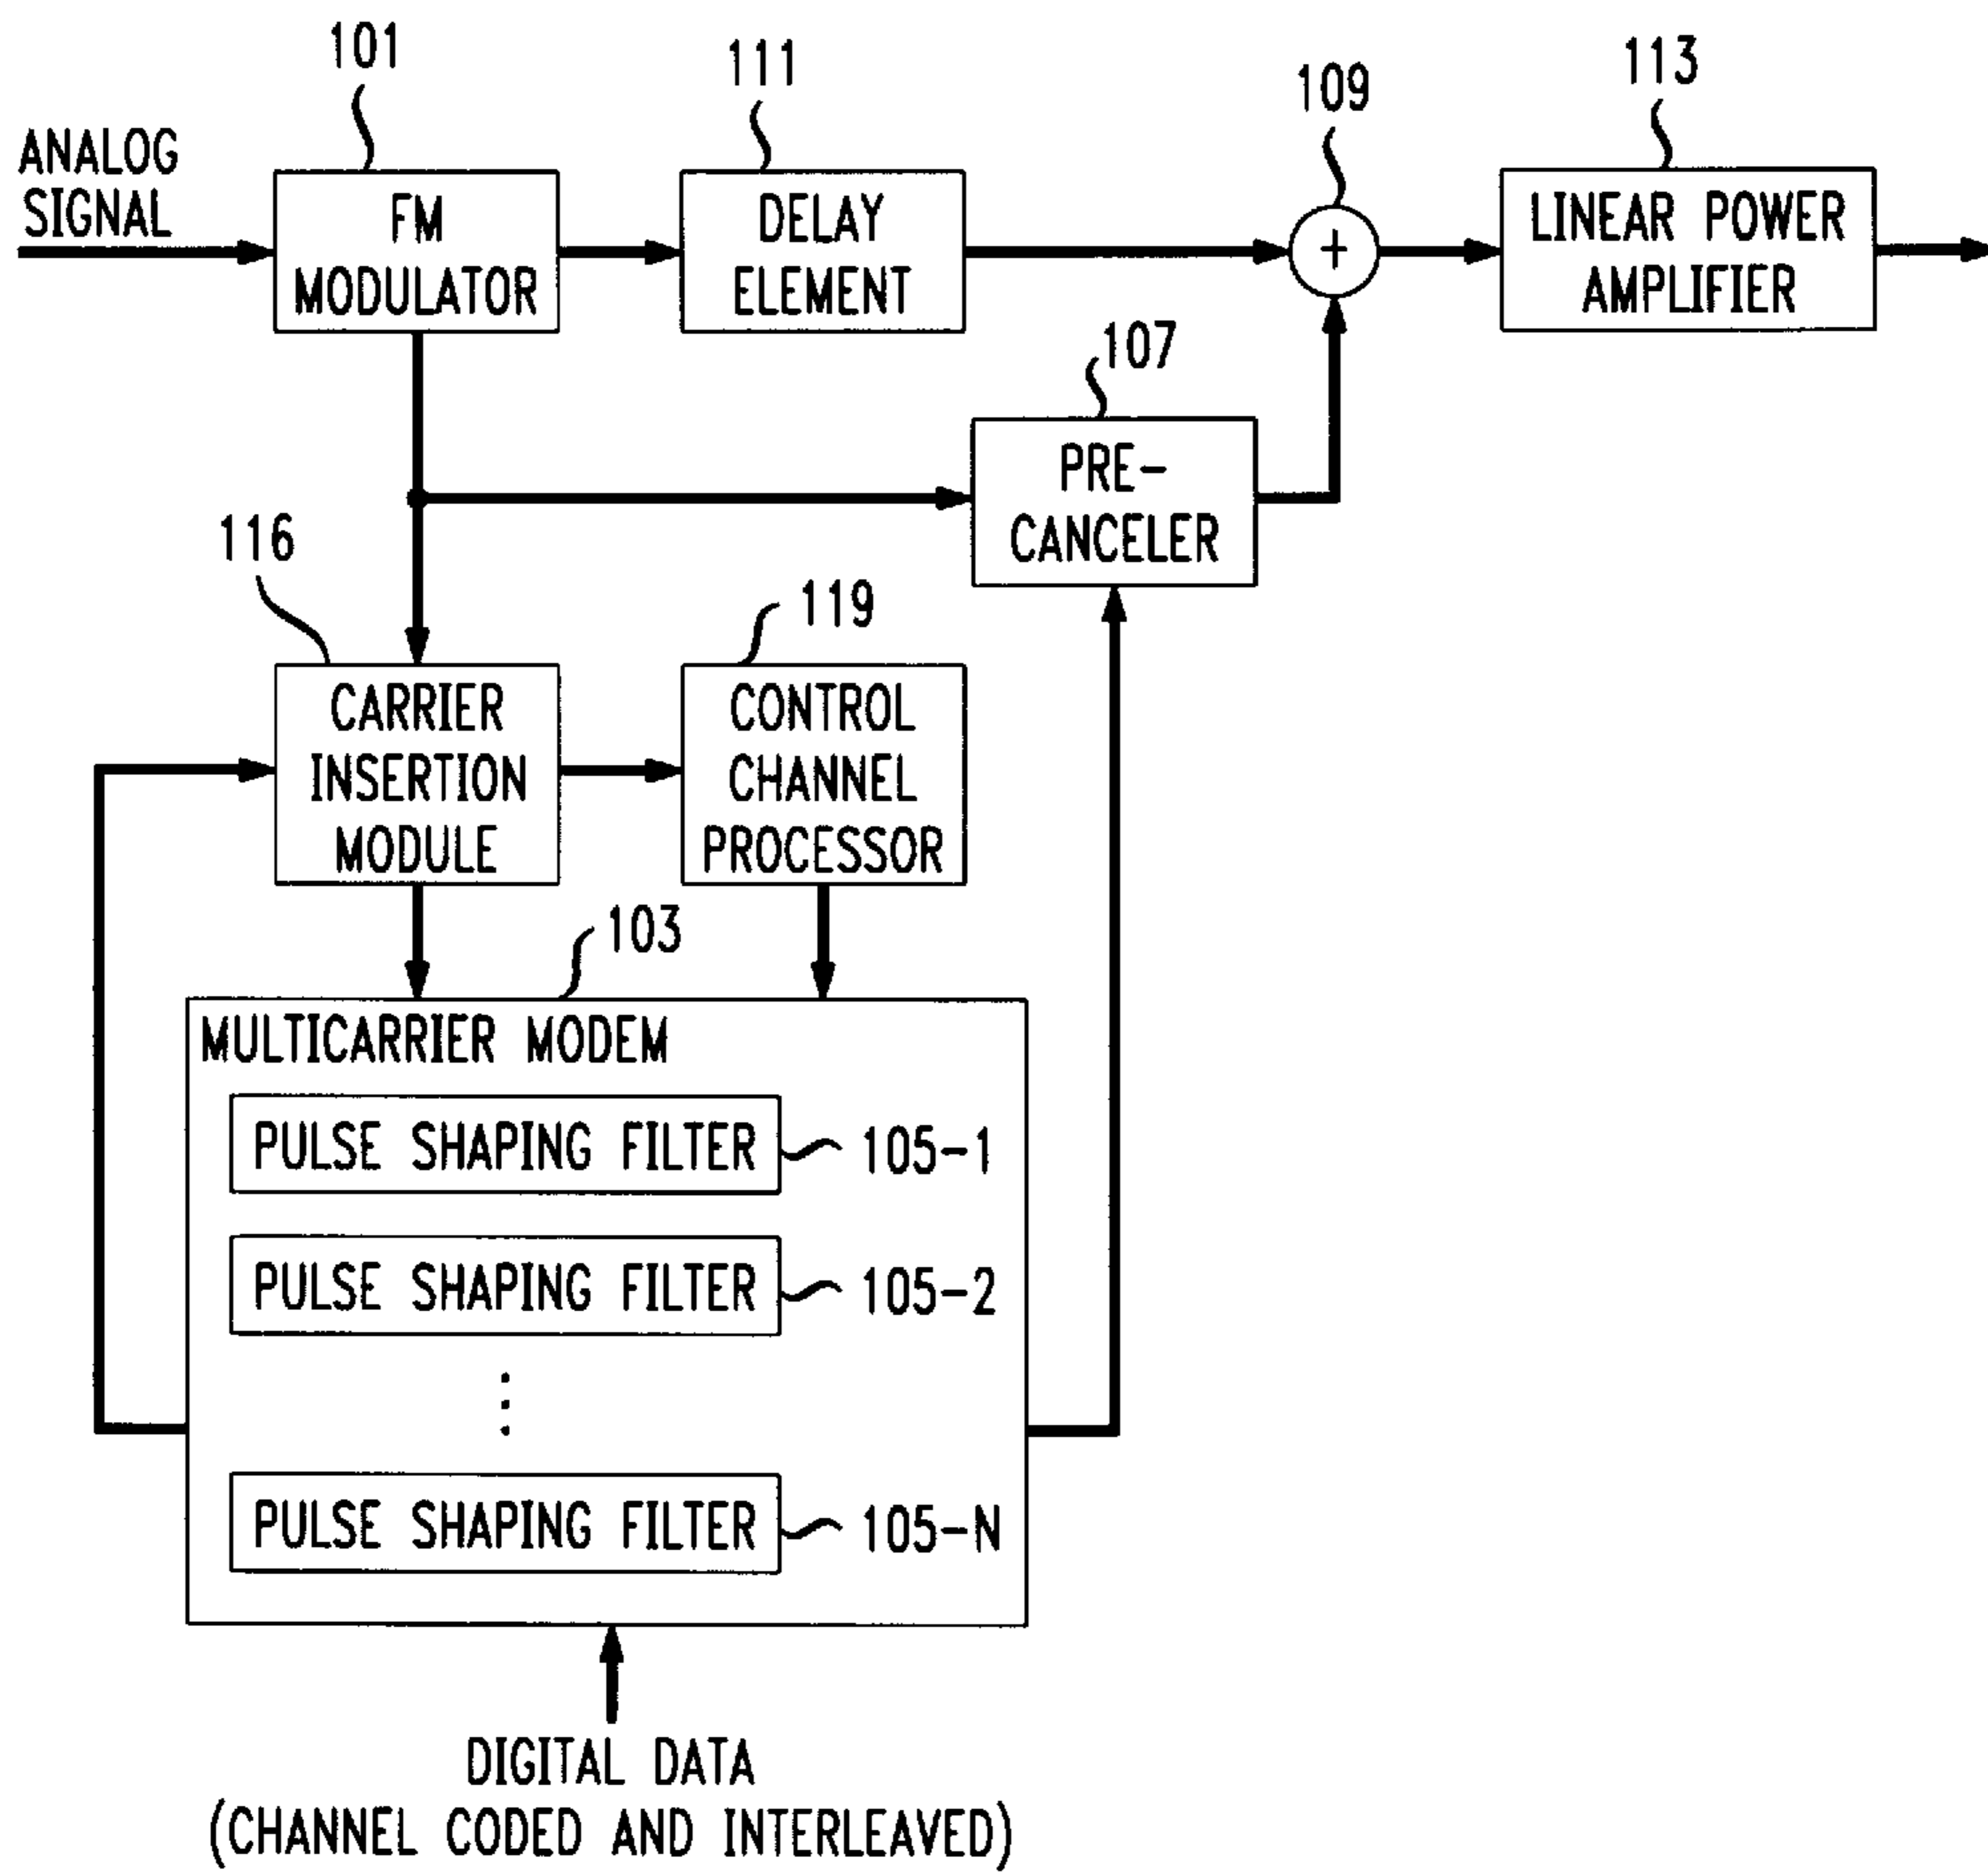 101
111
109
113
ANALOG
SIGNAL
FM
MODULATOR
DELAY
ELEMENT
+
LINEAR POWER
AMPLIFIER
107
PRE-
CANCELER
116
119
CARRIER
INSERTION
MODULE
CONTROL
CHANNEL
PROCESSOR
103
MULTICARRIER MODEM
PULSE SHAPING FILTER
105-1
PULSE SHAPING FILTER
105-2
PULSE SHAPING FILTER
105-N
DIGITAL DATA
(CHANNEL CODED AND INTERLEAVED)